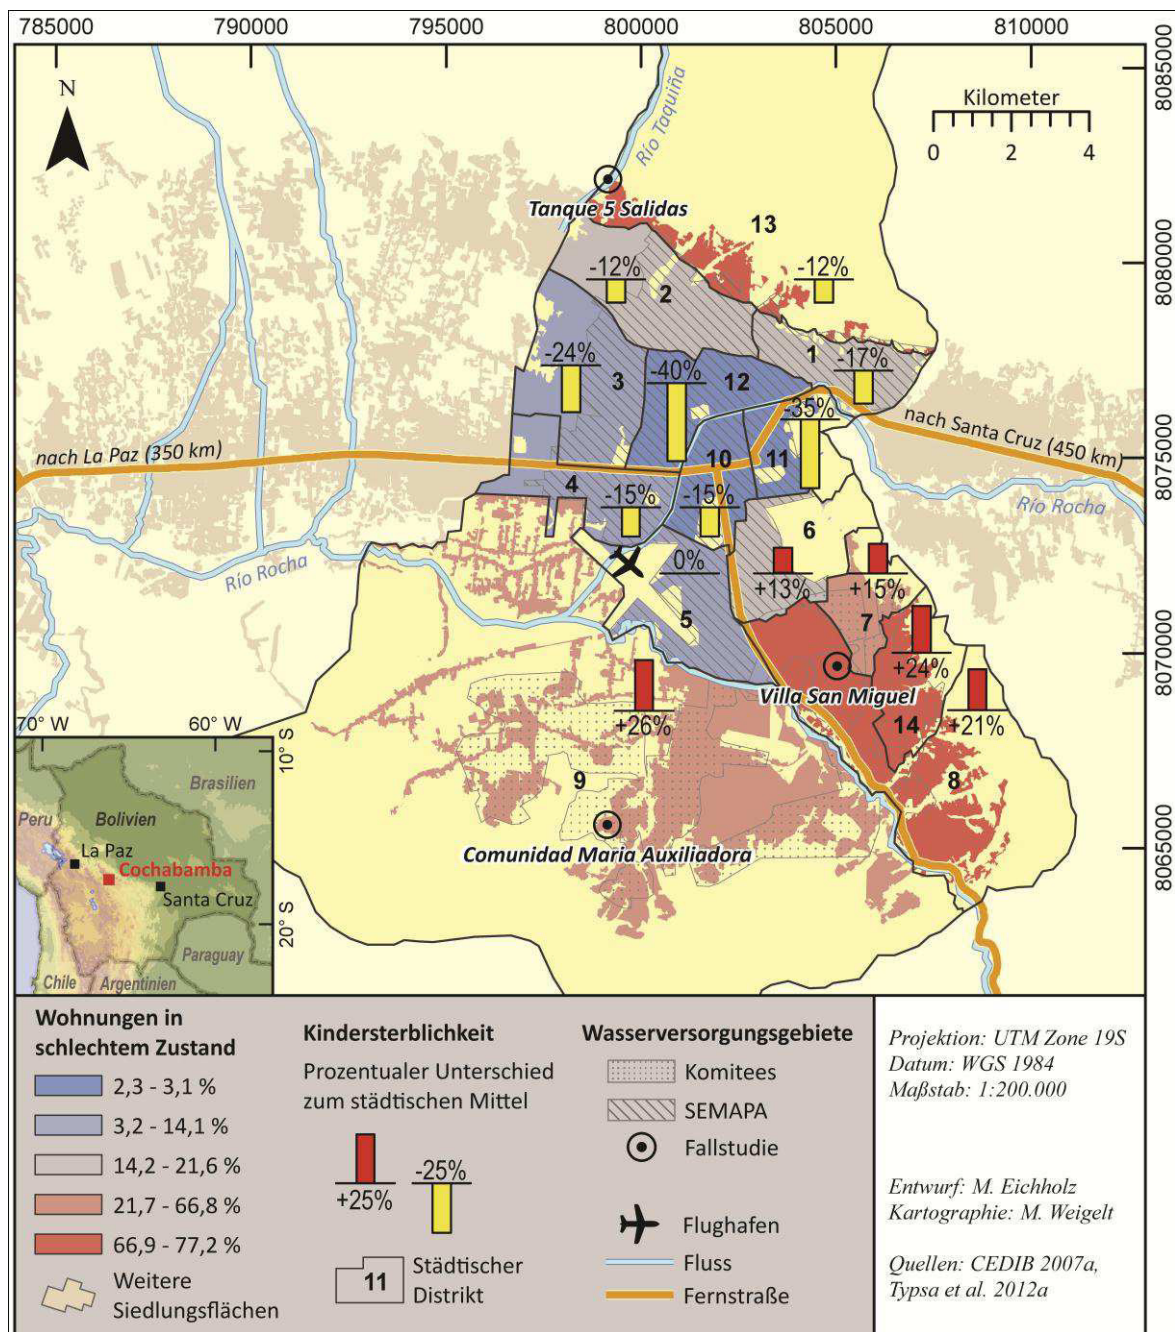 785000
790000
795000
800000
805000
810000
8085000
8080000
8075000
8070000
8065000
N
Kilometer
0 2 4
Río Taquiña
Tanque 5 Salidas
13
-12%
2
-12%
1
-17%
-24%
3
-40%
12
-35%
nach La Paz (350 km)
nach Santa Cruz (450 km)
10
11
4
-15%
-15%
6
Río Rocha
Río Rocha
0%
+13%
+15%
5
7
+24%
Villa San Miguel
+26%
14
+21%
9
8
Comunidad Maria Auxiliadora
70° W
60° W
10° S
20° S
Brasilien
Peru
Bolivien
La Paz
Cochabamba
Santa Cruz
Paraguay
Chile
Argentinien
Wohnungen in
schlechtem Zustand
2,3 - 3,1 %
3,2 - 14,1 %
14,2 - 21,6 %
21,7 - 66,8 %
66,9 - 77,2 %
Weitere
Siedlungsflächen
Kindersterblichkeit
Prozentualer Unterschied
zum städtischen Mittel
+25%
-25%
11
Städtischer
Distrikt
Wasserversorgungsgebiete
Komitees
SEMAPA
Fallstudie
Flughafen
Fluss
Fernstraße
Projektion: UTM Zone 19S
Datum: WGS 1984
Maßstab: 1:200.000
Entwurf: M. Eichholz
Kartographie: M. Weigelt
Quellen: CEDIB 2007a,
Typsa et al. 2012a